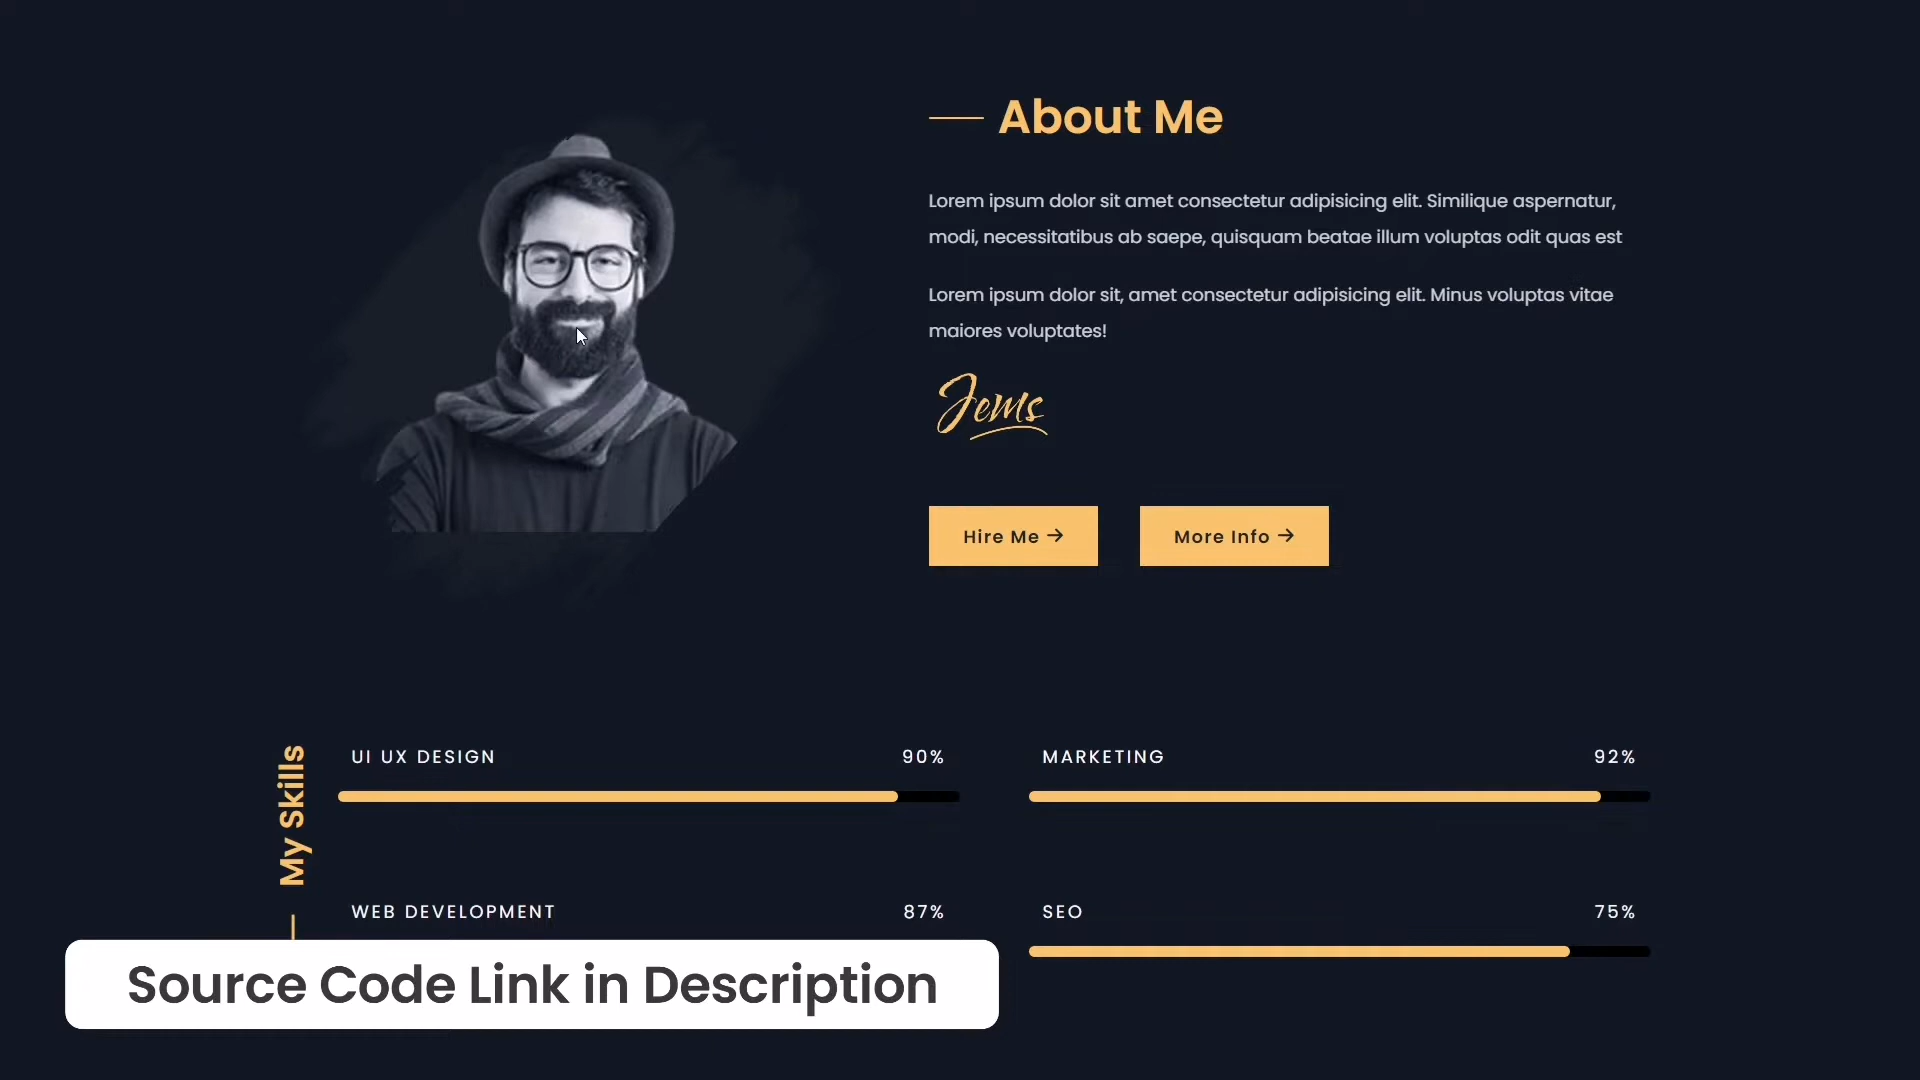 About Me
Lorem ipsum dolor sit amet consectetur adipisicing elit. Similique aspernatur,
modi, necessitatibus ab saepe, quisquam beatae illum voluptas odit quas est
Lorem ipsum dolor sit, amet consectetur adipisicing elit. Minus voluptas vitae
maiores voluptates!
Jems
Hire Me →
More Info →
My Skills
UI UX DESIGN 90%
MARKETING 92%
WEB DEVELOPMENT 87%
SEO 75%
Source Code Link in Description